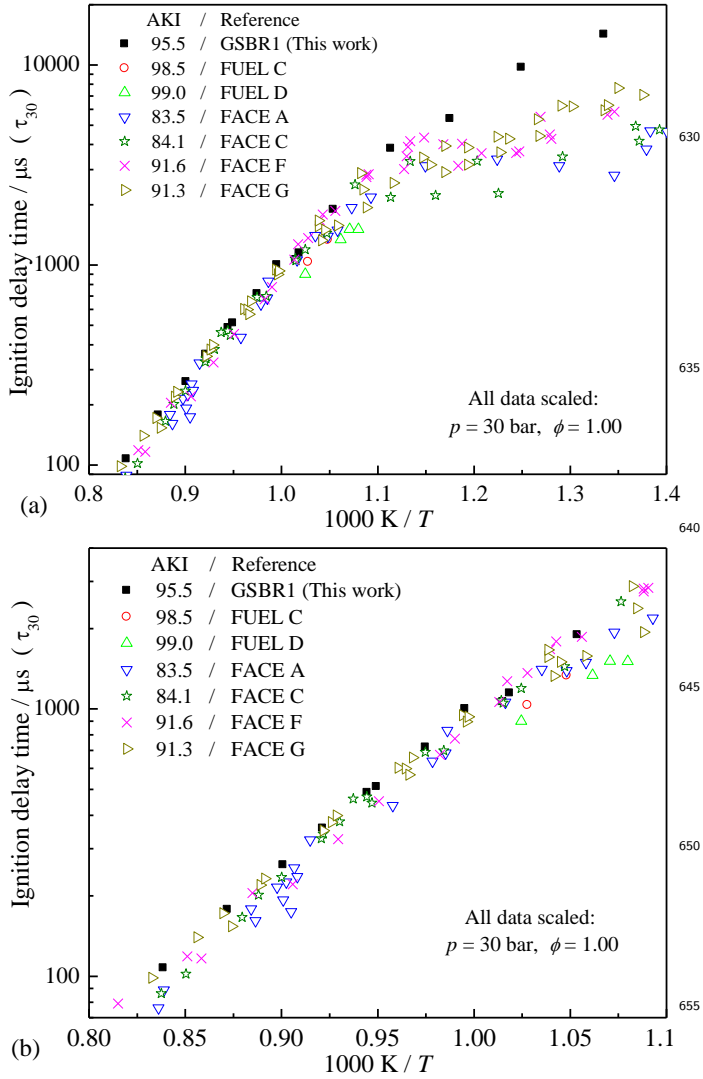 AKI / Reference
95.5 / GSBR1 (This work)
98.5 / FUEL C
99.0 / FUEL D
83.5 / FACE A
84.1 / FACE C
91.6 / FACE F
91.3 / FACE G
Ignition delay time / μs (τ30)
10000
1000
100
All data scaled:
p = 30 bar, ϕ = 1.00
0.8 0.9 1.0 1.1 1.2 1.3 1.4
(a)
1000 K / T
630
635
640
AKI / Reference
95.5 / GSBR1 (This work)
98.5 / FUEL C
99.0 / FUEL D
83.5 / FACE A
84.1 / FACE C
91.6 / FACE F
91.3 / FACE G
Ignition delay time / μs (τ30)
1000
100
All data scaled:
p = 30 bar, ϕ = 1.00
0.80 0.85 0.90 0.95 1.00 1.05 1.1
(b)
1000 K / T
645
650
655